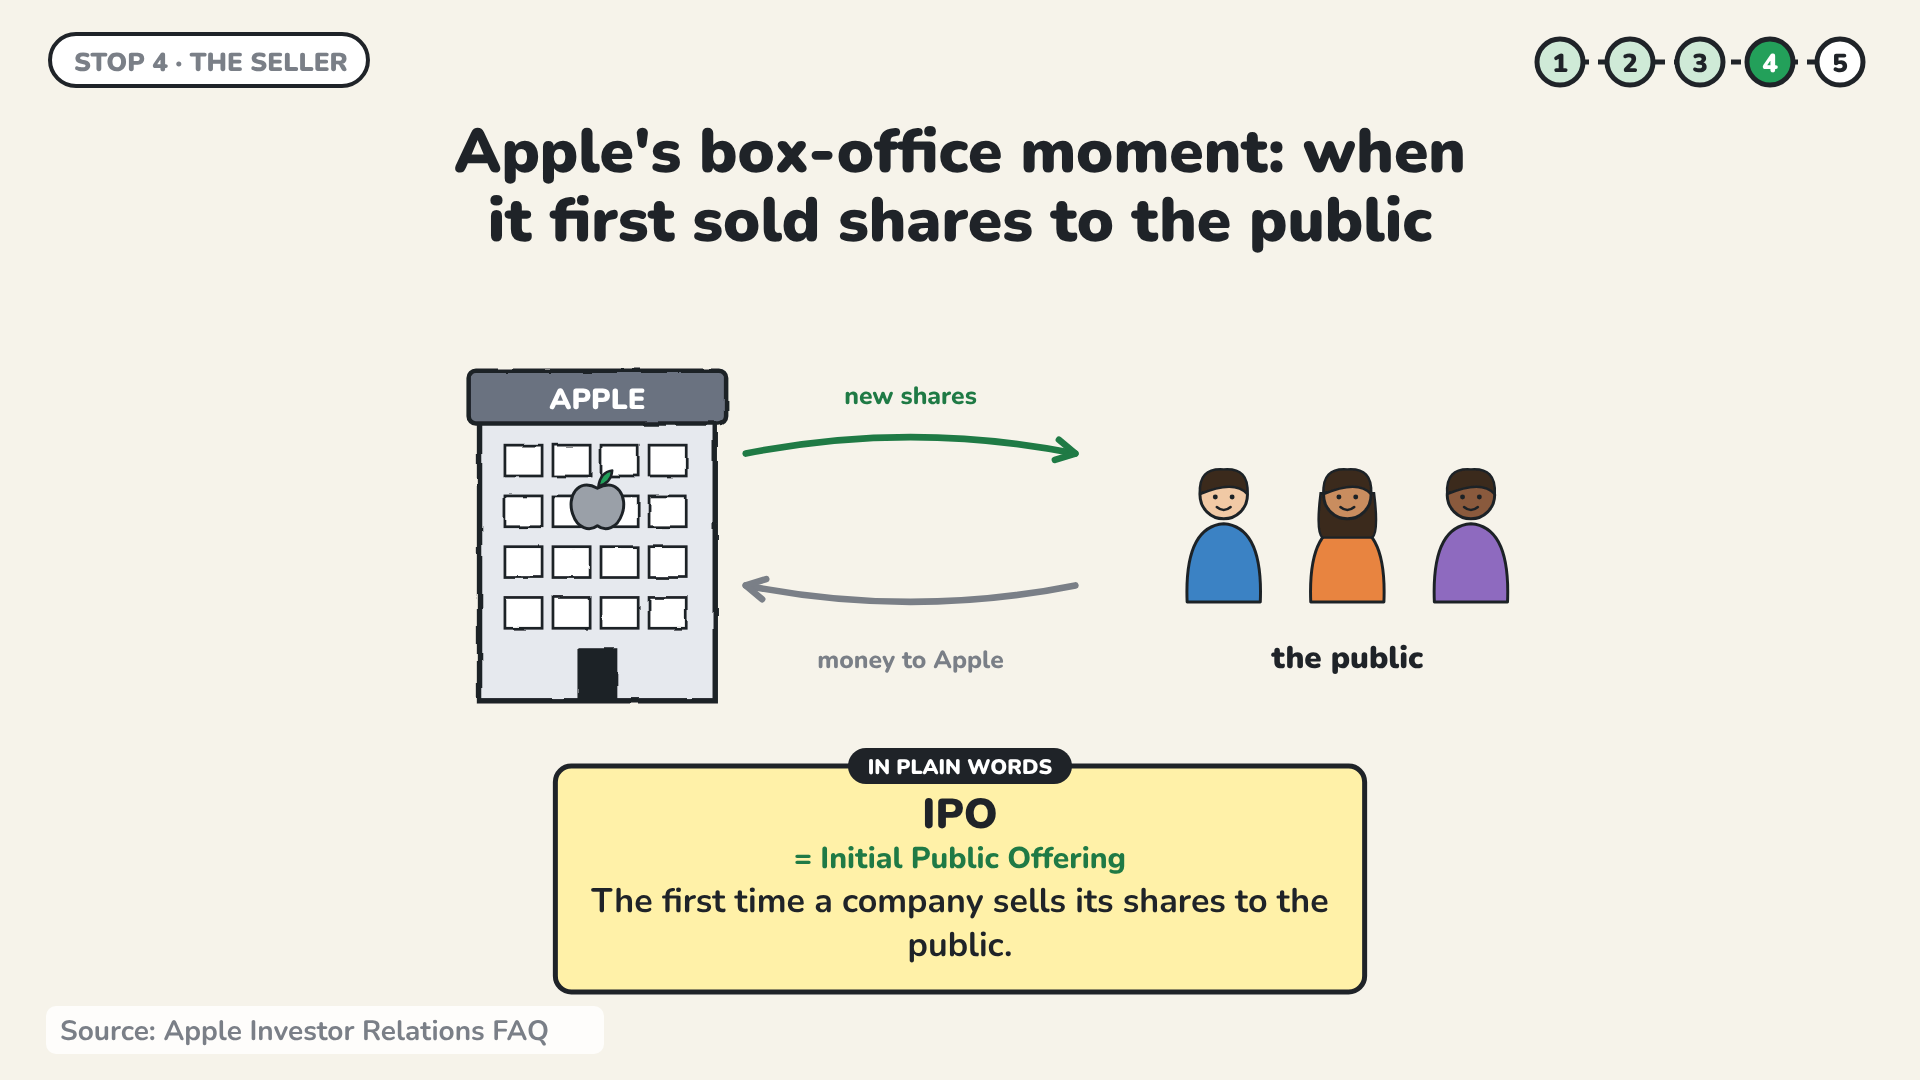 STOP 4 · THE SELLER
1 2 3 4 5
Apple's box-office moment: when
it first sold shares to the public
APPLE
new shares
money to Apple
the public
IN PLAIN WORDS
IPO
= Initial Public Offering
The first time a company sells its shares to the
public.
Source: Apple Investor Relations FAQ